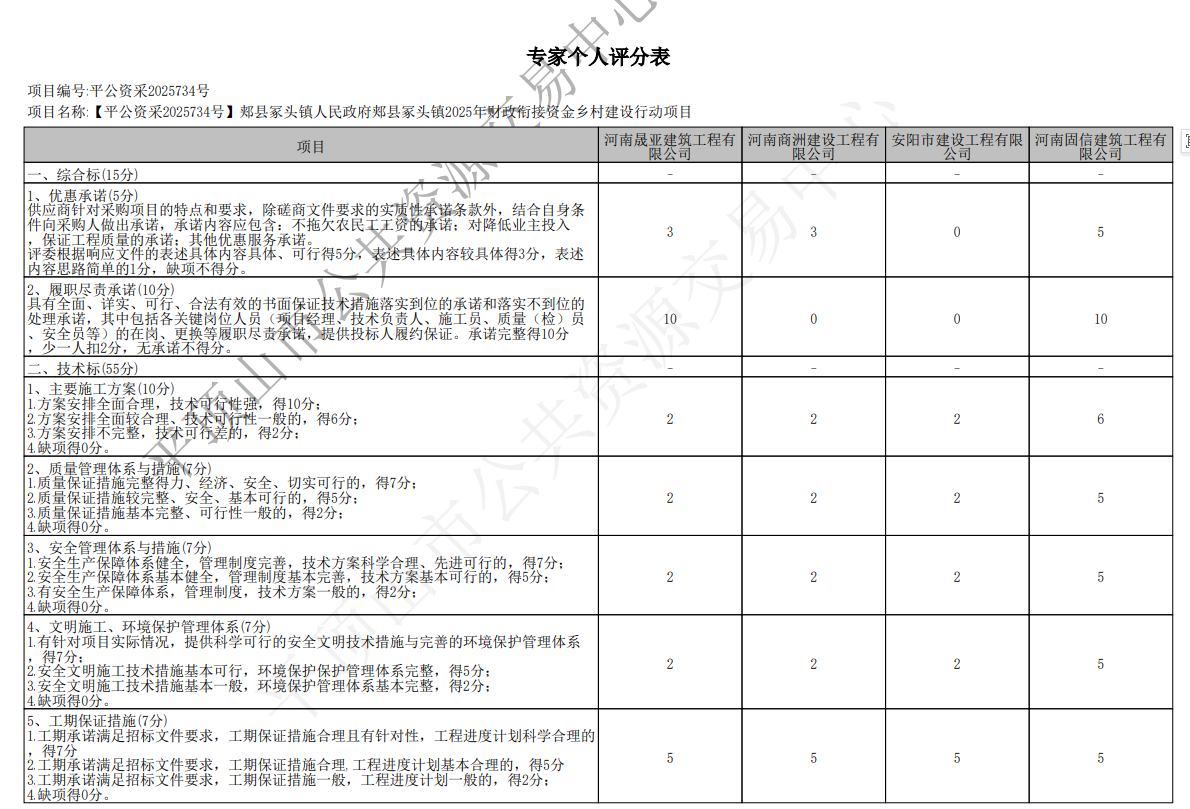 专家个人评分表
项目编号:平公资采2025734号
项目名称:【平公资采2025734号】郏县冢头镇人民政府郏县冢头镇2025年财政衔接资金乡村建设行动项目
项目
河南晟亚建筑工程有
限公司
河南商洲建设工程有
限公司
安阳市建设工程有限
公司
河南固信建筑工程有
限公司
一、综合标(15分)
-
-
-
-
1、优惠承诺(5分)
供应商针对采购项目的特点和要求，除磋商文件要求的实质性承诺条款外，结合自身条
件向采购人做出承诺，承诺内容应包含：不拖欠农民工工资的承诺；对降低业主投入
，保证工程质量的承诺；其他优惠服务承诺。
评委根据响应文件的表述具体内容具体、可行得5分，表述具体内容较具体得3分，表述
内容思路简单的1分，缺项不得分。
3
3
0
5
2、履职尽责承诺(10分)
具有全面、详实、可行、合法有效的书面保证技术措施落实到位的承诺和落实不到位的
处理承诺，其中包括各关键岗位人员（项目经理、技术负责人、施工员、质量（检）员
、安全员等）的在岗、更换等履职尽责承诺，提供投标人履约保证。承诺完整得10分
，少一人扣2分，无承诺不得分。
10
0
0
10
二、技术标(55分)
-
-
-
-
1、主要施工方案(10分)
1.方案安排全面合理，技术可行性强，得10分；
2.方案安排全面较合理、技术可行性一般的，得6分；
3.方案安排不完整，技术可行差的，得2分；
4.缺项得0分。
2
2
2
6
2、质量管理体系与措施(7分)
1.质量保证措施完整得力、经济、安全、切实可行的，得7分；
2.质量保证措施较完整、安全、基本可行的，得5分；
3.质量保证措施基本完整、可行性一般的，得2分；
4.缺项得0分。
2
2
2
5
3、安全管理体系与措施(7分)
1.安全生产保障体系健全，管理制度完善，技术方案科学合理、先进可行的，得7分；
2.安全生产保障体系基本健全，管理制度基本完善，技术方案基本可行的，得5分；
3.有安全生产保障体系，管理制度，技术方案一般的，得2分；
4.缺项得0分。
2
2
2
5
4、文明施工、环境保护管理体系(7分)
1.有针对项目实际情况，提供科学可行的安全文明技术措施与完善的环境保护管理体系
，得7分；
2.安全文明施工技术措施基本可行，环境保护保护管理体系完整，得5分；
3.安全文明施工技术措施基本一般，环境保护管理体系基本完整，得2分；
4.缺项得0分。
2
2
2
5
5、工期保证措施(7分)
1.工期承诺满足招标文件要求，工期保证措施合理且有针对性，工程进度计划科学合理的
，得7分
2.工期承诺满足招标文件要求，工期保证措施合理,工程进度计划基本合理的，得5分
3.工期承诺满足招标文件要求，工期保证措施一般，工程进度计划一般的，得2分；
4.缺项得0分。
5
5
5
5
平顶山市公共资源交易中心
平顶山市公共资源交易中心